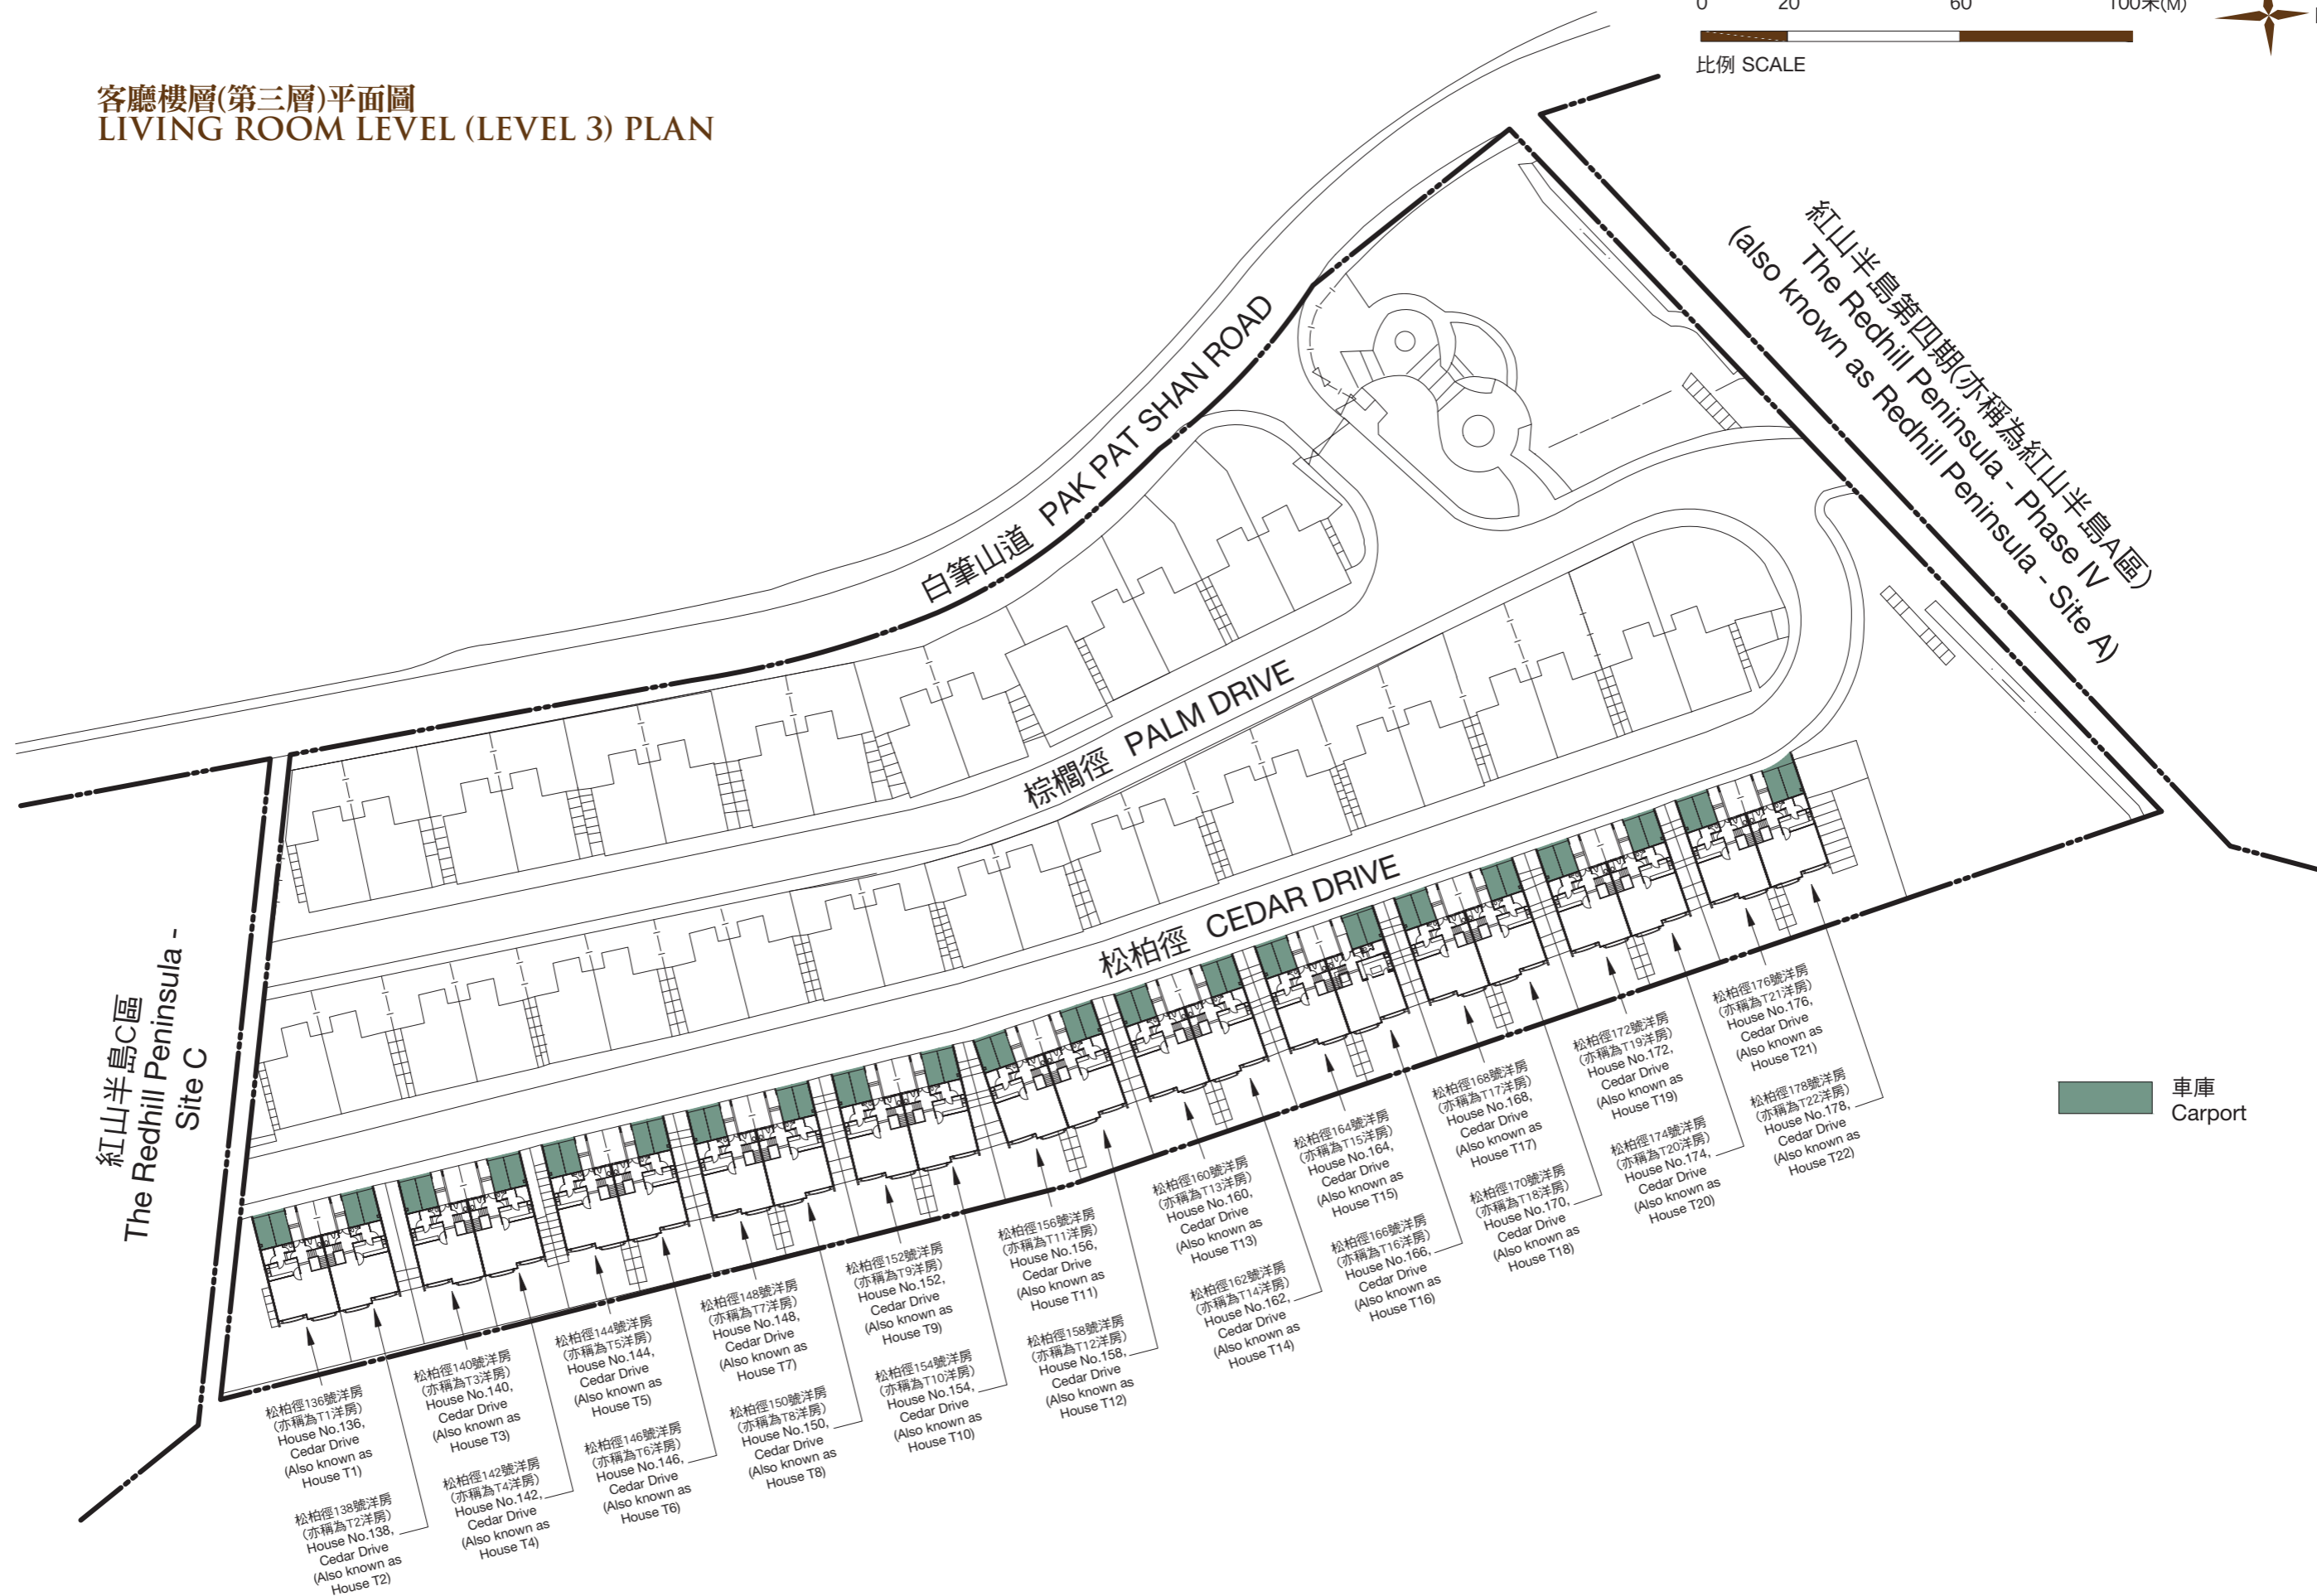 0 20 60 100米(M)
比例 SCALE
客廳樓層(第三層)平面圖
LIVING ROOM LEVEL (LEVEL 3) PLAN
紅山半島第四期(亦稱為紅山半島A區)
The Redhill Peninsula - Phase IV
(also known as Redhill Peninsula - Site A)
白筆山道 PAK PAT SHAN ROAD
棕櫚徑 PALM DRIVE
松柏徑 CEDAR DRIVE
紅山半島C區
The Redhill Peninsula -
Site C
車庫
Carport
松柏徑136號洋房
(亦稱為T1洋房)
House No.136,
Cedar Drive
(Also known as
House T1)
松柏徑138號洋房
(亦稱為T2洋房)
House No.138,
Cedar Drive
(Also known as
House T2)
松柏徑140號洋房
(亦稱為T3洋房)
House No.140,
Cedar Drive
(Also known as
House T3)
松柏徑142號洋房
(亦稱為T4洋房)
House No.142,
Cedar Drive
(Also known as
House T4)
松柏徑144號洋房
(亦稱為T5洋房)
House No.144,
Cedar Drive
(Also known as
House T5)
松柏徑146號洋房
(亦稱為T6洋房)
House No.146,
Cedar Drive
(Also known as
House T6)
松柏徑148號洋房
(亦稱為T7洋房)
House No.148,
Cedar Drive
(Also known as
House T7)
松柏徑150號洋房
(亦稱為T8洋房)
House No.150,
Cedar Drive
(Also known as
House T8)
松柏徑152號洋房
(亦稱為T9洋房)
House No.152,
Cedar Drive
(Also known as
House T9)
松柏徑154號洋房
(亦稱為T10洋房)
House No.154,
Cedar Drive
(Also known as
House T10)
松柏徑156號洋房
(亦稱為T11洋房)
House No.156,
Cedar Drive
(Also known as
House T11)
松柏徑158號洋房
(亦稱為T12洋房)
House No.158,
Cedar Drive
(Also known as
House T12)
松柏徑160號洋房
(亦稱為T13洋房)
House No.160,
Cedar Drive
(Also known as
House T13)
松柏徑162號洋房
(亦稱為T14洋房)
House No.162,
Cedar Drive
(Also known as
House T14)
松柏徑164號洋房
(亦稱為T15洋房)
House No.164,
Cedar Drive
(Also known as
House T15)
松柏徑166號洋房
(亦稱為T16洋房)
House No.166,
Cedar Drive
(Also known as
House T16)
松柏徑168號洋房
(亦稱為T17洋房)
House No.168,
Cedar Drive
(Also known as
House T17)
松柏徑170號洋房
(亦稱為T18洋房)
House No.170,
Cedar Drive
(Also known as
House T18)
松柏徑172號洋房
(亦稱為T19洋房)
House No.172,
Cedar Drive
(Also known as
House T19)
松柏徑174號洋房
(亦稱為T20洋房)
House No.174,
Cedar Drive
(Also known as
House T20)
松柏徑176號洋房
(亦稱為T21洋房)
House No.176,
Cedar Drive
(Also known as
House T21)
松柏徑178號洋房
(亦稱為T22洋房)
House No.178,
Cedar Drive
(Also known as
House T22)